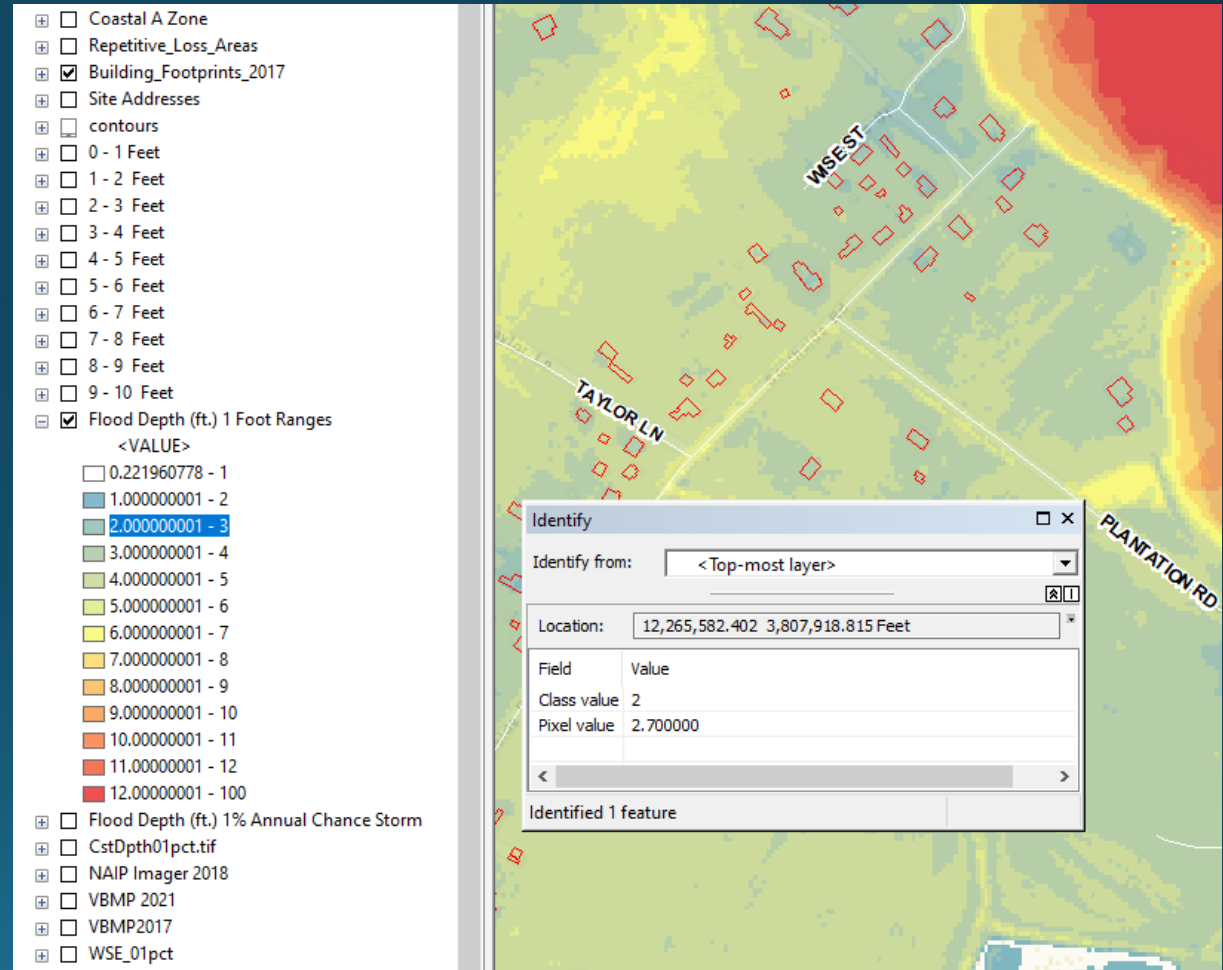 Coastal A Zone
Repetitive_Loss_Areas
Building_Footprints_2017
Site Addresses
contours
0 - 1 Feet
1 - 2 Feet
2 - 3 Feet
3 - 4 Feet
4 - 5 Feet
5 - 6 Feet
6 - 7 Feet
7 - 8 Feet
8 - 9 Feet
9 - 10 Feet
Flood Depth (ft.) 1 Foot Ranges
<VALUE>
0.221960778 - 1
1.000000001 - 2
2.000000001 - 3
3.000000001 - 4
4.000000001 - 5
5.000000001 - 6
6.000000001 - 7
7.000000001 - 8
8.000000001 - 9
9.000000001 - 10
10.00000001 - 11
11.00000001 - 12
12.00000001 - 100
Flood Depth (ft.) 1% Annual Chance Storm
CstDpth01pct.tif
NAIP Imager 2018
VBMP 2021
VBMP2017
WSE_01pct
WISE ST
TAYLOR LN
PLANTATION RD
Identify
Identify from: <Top-most layer>
Location: 12,265,582.402 3,807,918.815 Feet
Field Value
Class value 2
Pixel value 2.700000
Identified 1 feature